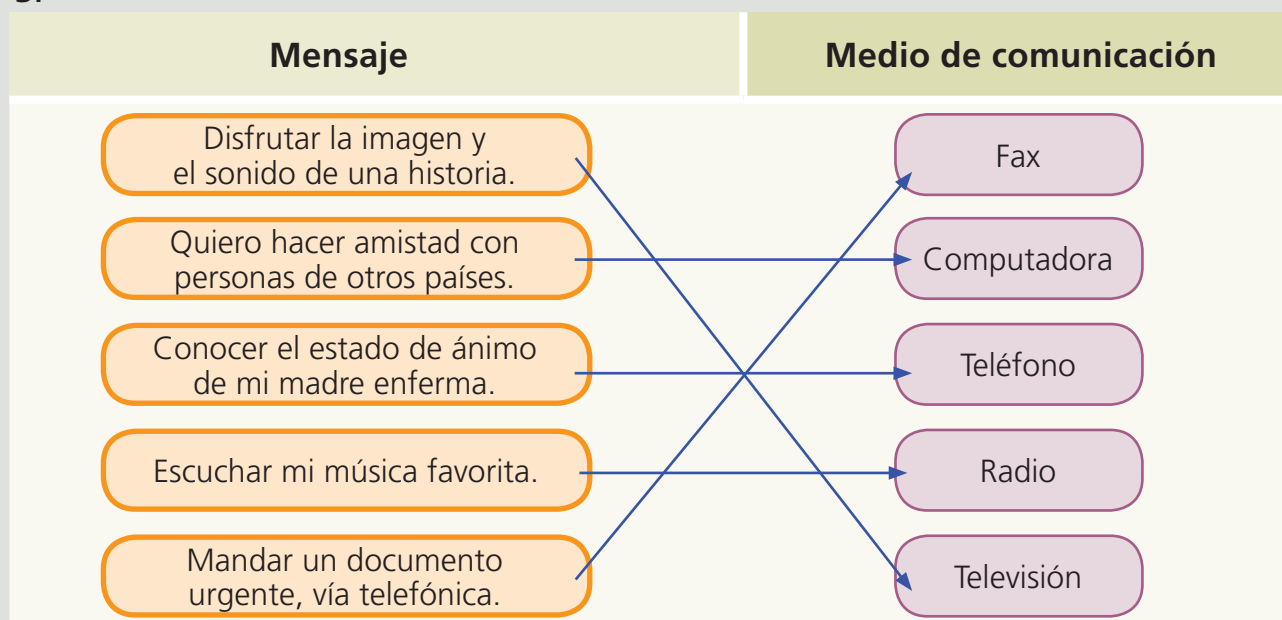 Mensaje
Medio de comunicación
Disfrutar la imagen y
el sonido de una historia.
Fax
Quiero hacer amistad con
personas de otros países.
Computadora
Conocer el estado de ánimo
de mi madre enferma.
Teléfono
Escuchar mi música favorita.
Radio
Mandar un documento
urgente, vía telefónica.
Televisión